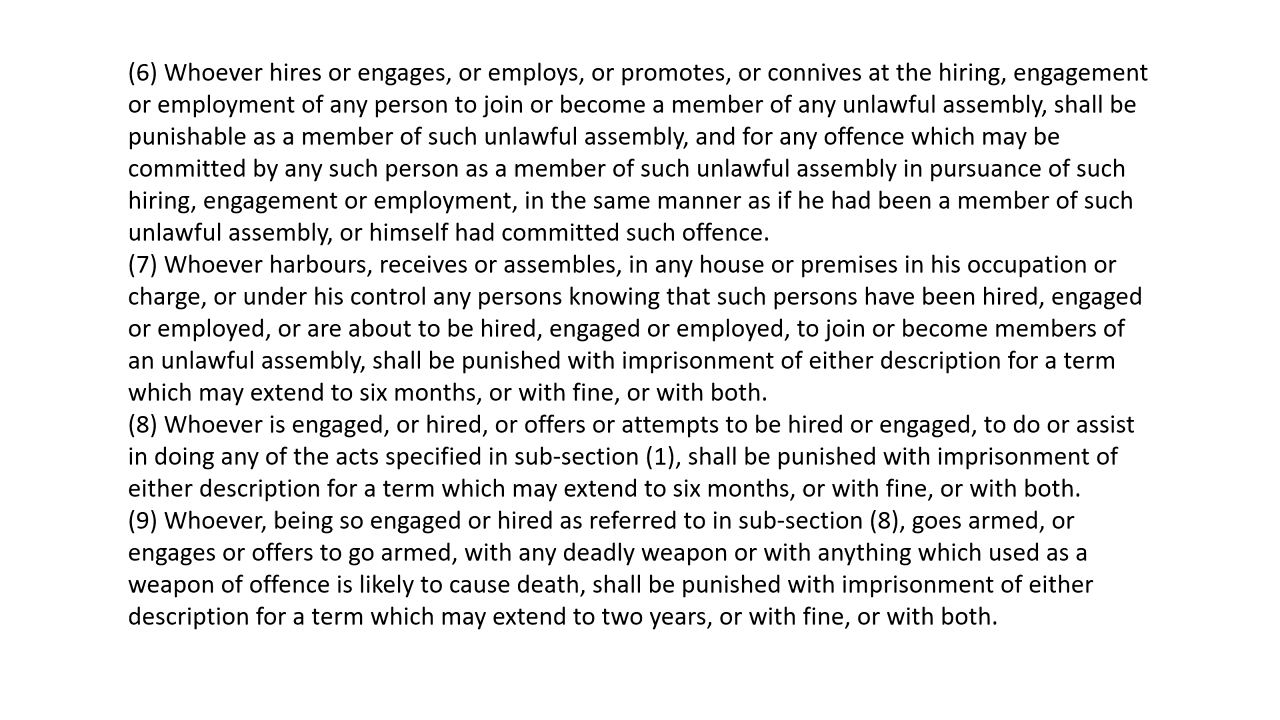 (6) Whoever hires or engages, or employs, or promotes, or connives at the hiring, engagement
or employment of any person to join or become a member of any unlawful assembly, shall be
punishable as a member of such unlawful assembly, and for any offence which may be
committed by any such person as a member of such unlawful assembly in pursuance of such
hiring, engagement or employment, in the same manner as if he had been a member of such
unlawful assembly, or himself had committed such offence.
(7) Whoever harbours, receives or assembles, in any house or premises in his occupation or
charge, or under his control any persons knowing that such persons have been hired, engaged
or employed, or are about to be hired, engaged or employed, to join or become members of
an unlawful assembly, shall be punished with imprisonment of either description for a term
which may extend to six months, or with fine, or with both.
(8) Whoever is engaged, or hired, or offers or attempts to be hired or engaged, to do or assist
in doing any of the acts specified in sub-section (1), shall be punished with imprisonment of
either description for a term which may extend to six months, or with fine, or with both.
(9) Whoever, being so engaged or hired as referred to in sub-section (8), goes armed, or
engages or offers to go armed, with any deadly weapon or with anything which used as a
weapon of offence is likely to cause death, shall be punished with imprisonment of either
description for a term which may extend to two years, or with fine, or with both.